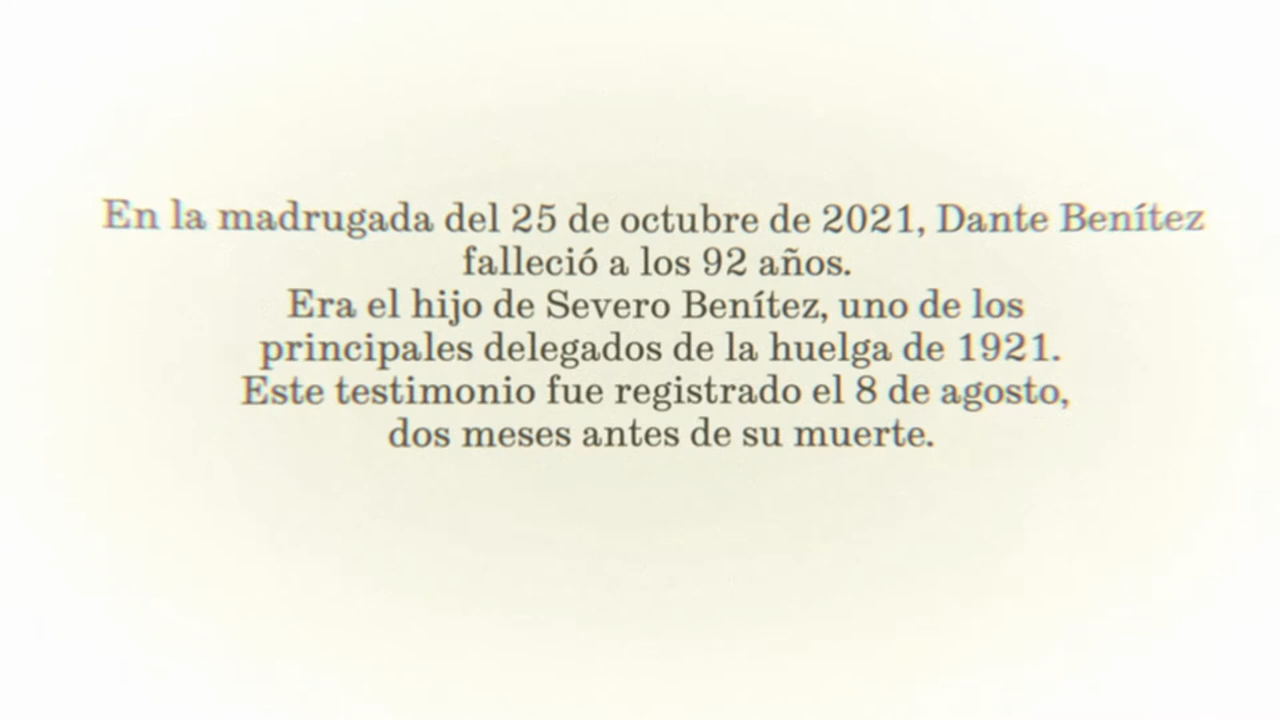 En la madrugada del 25 de octubre de 2021, Dante Benítez
falleció a los 92 años.
Era el hijo de Severo Benítez, uno de los
principales delegados de la huelga de 1921.
Este testimonio fue registrado el 8 de agosto,
dos meses antes de su muerte.